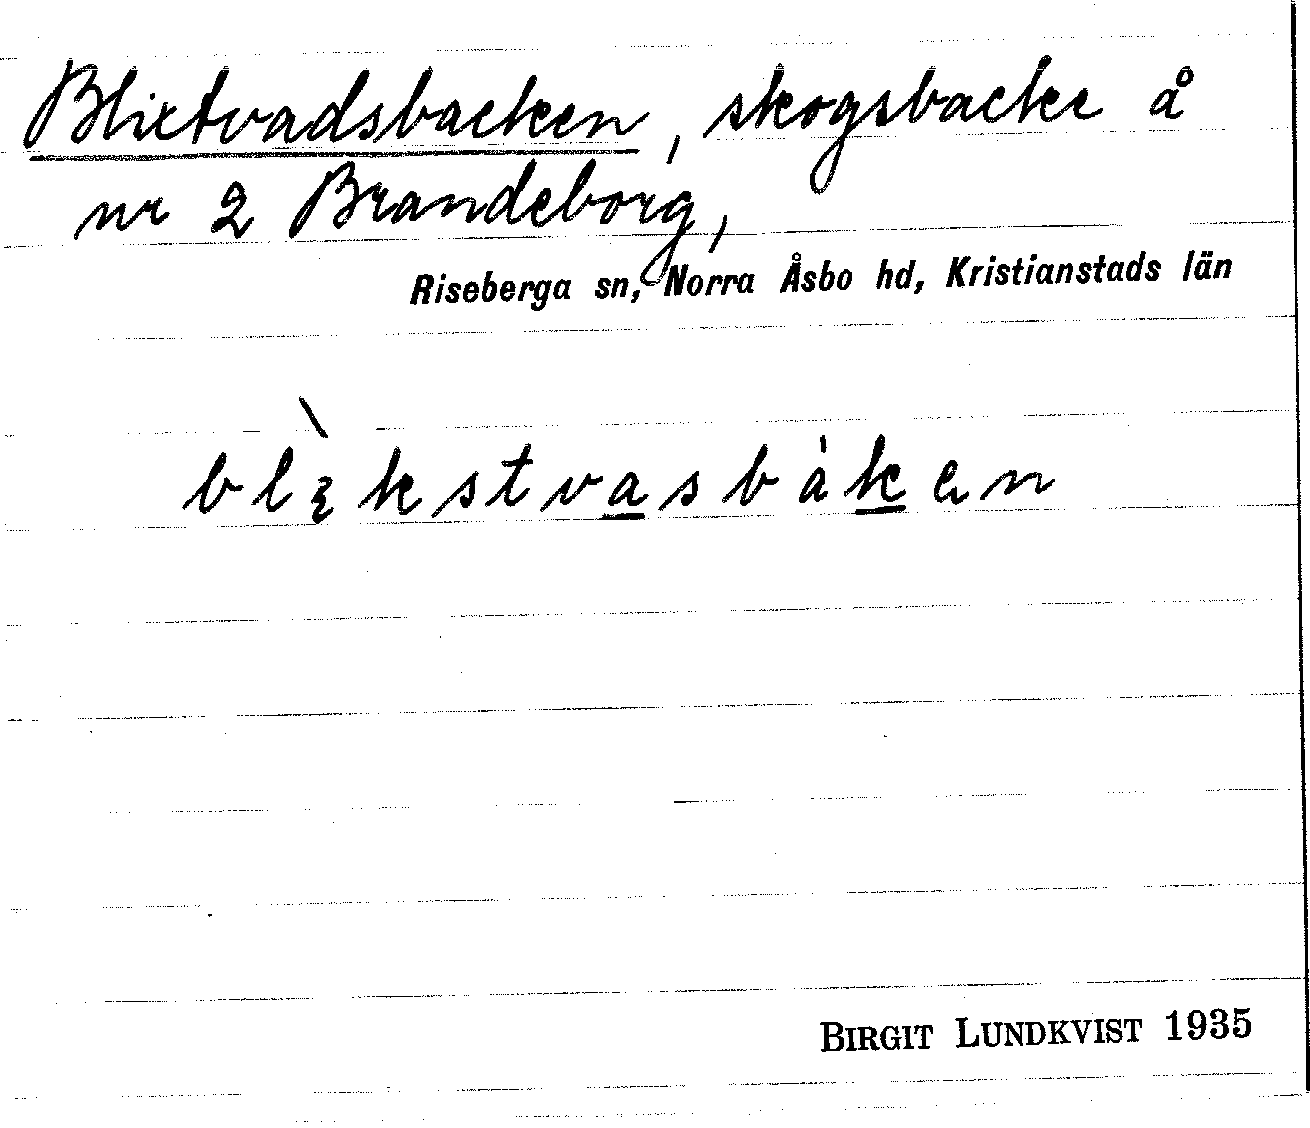 Blixtvadsbacken, skogsbacke å
nr 2 Brandeborg,
Riseberga sn, Norra Åsbo hd, Kristianstads län
BIRGIT LUNDKVIST 1935